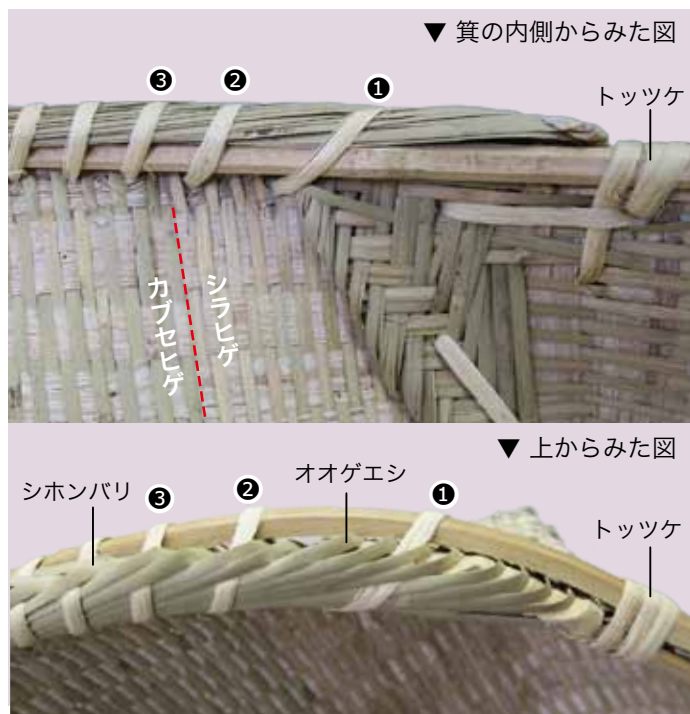 ▼ 箕の内側からみた図
❸ ❷ ❶
トッツケ
カブセヒゲ
シラヒゲ
▼ 上からみた図
シホンバリ ❸ ❷ オオゲエシ ❶ トッツケ